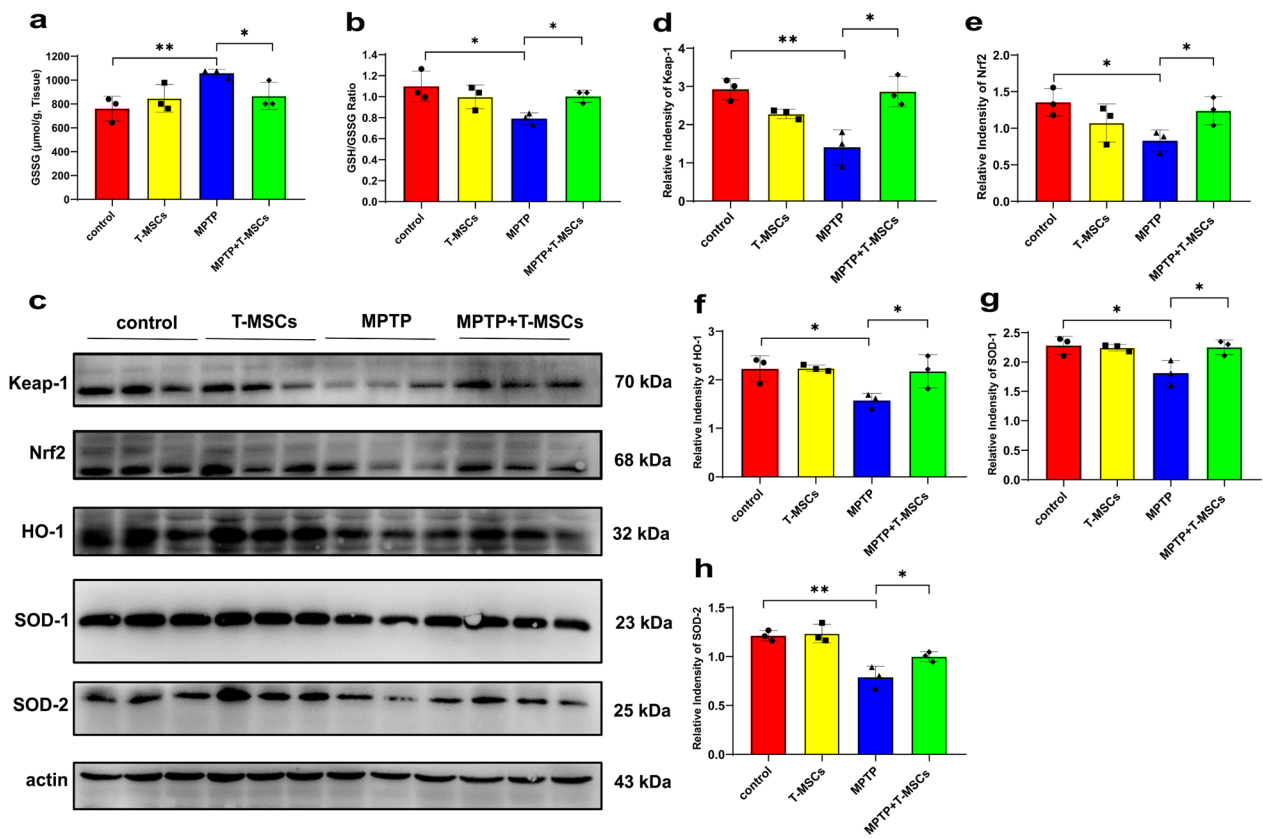 a
**
*
GSSG (μmol/g, Tissue)
1200
1000
800
600
400
200
0
control
T-MSCs
MPTP
MPTP+T-MSCs
b
*
*
GSH/GSSG Ratio
1.4
1.2
1.0
0.8
0.6
0.4
0.2
0.0
control
T-MSCs
MPTP
MPTP+T-MSCs
d
**
*
Relative Indensity of Keap-1
4
3
2
1
0
control
T-MSCs
MPTP
MPTP+T-MSCs
e
*
*
Relative Indensity of Nrf2
2.0
1.5
1.0
0.5
0.0
control
T-MSCs
MPTP
MPTP+T-MSCs
c
control T-MSCs MPTP MPTP+T-MSCs
Keap-1 70 kDa
Nrf2 68 kDa
HO-1 32 kDa
SOD-1 23 kDa
SOD-2 25 kDa
actin 43 kDa
f
*
*
Relative Indensity of HO-1
3
2
1
0
control
T-MSCs
MPTP
MPTP+T-MSCs
g
*
*
Relative Indensity of SOD-1
2.5
2.0
1.5
1.0
0.5
0.0
control
T-MSCs
MPTP
MPTP+T-MSCs
h
**
*
Relative Indensity of SOD-2
1.5
1.0
0.5
0.0
control
T-MSCs
MPTP
MPTP+T-MSCs